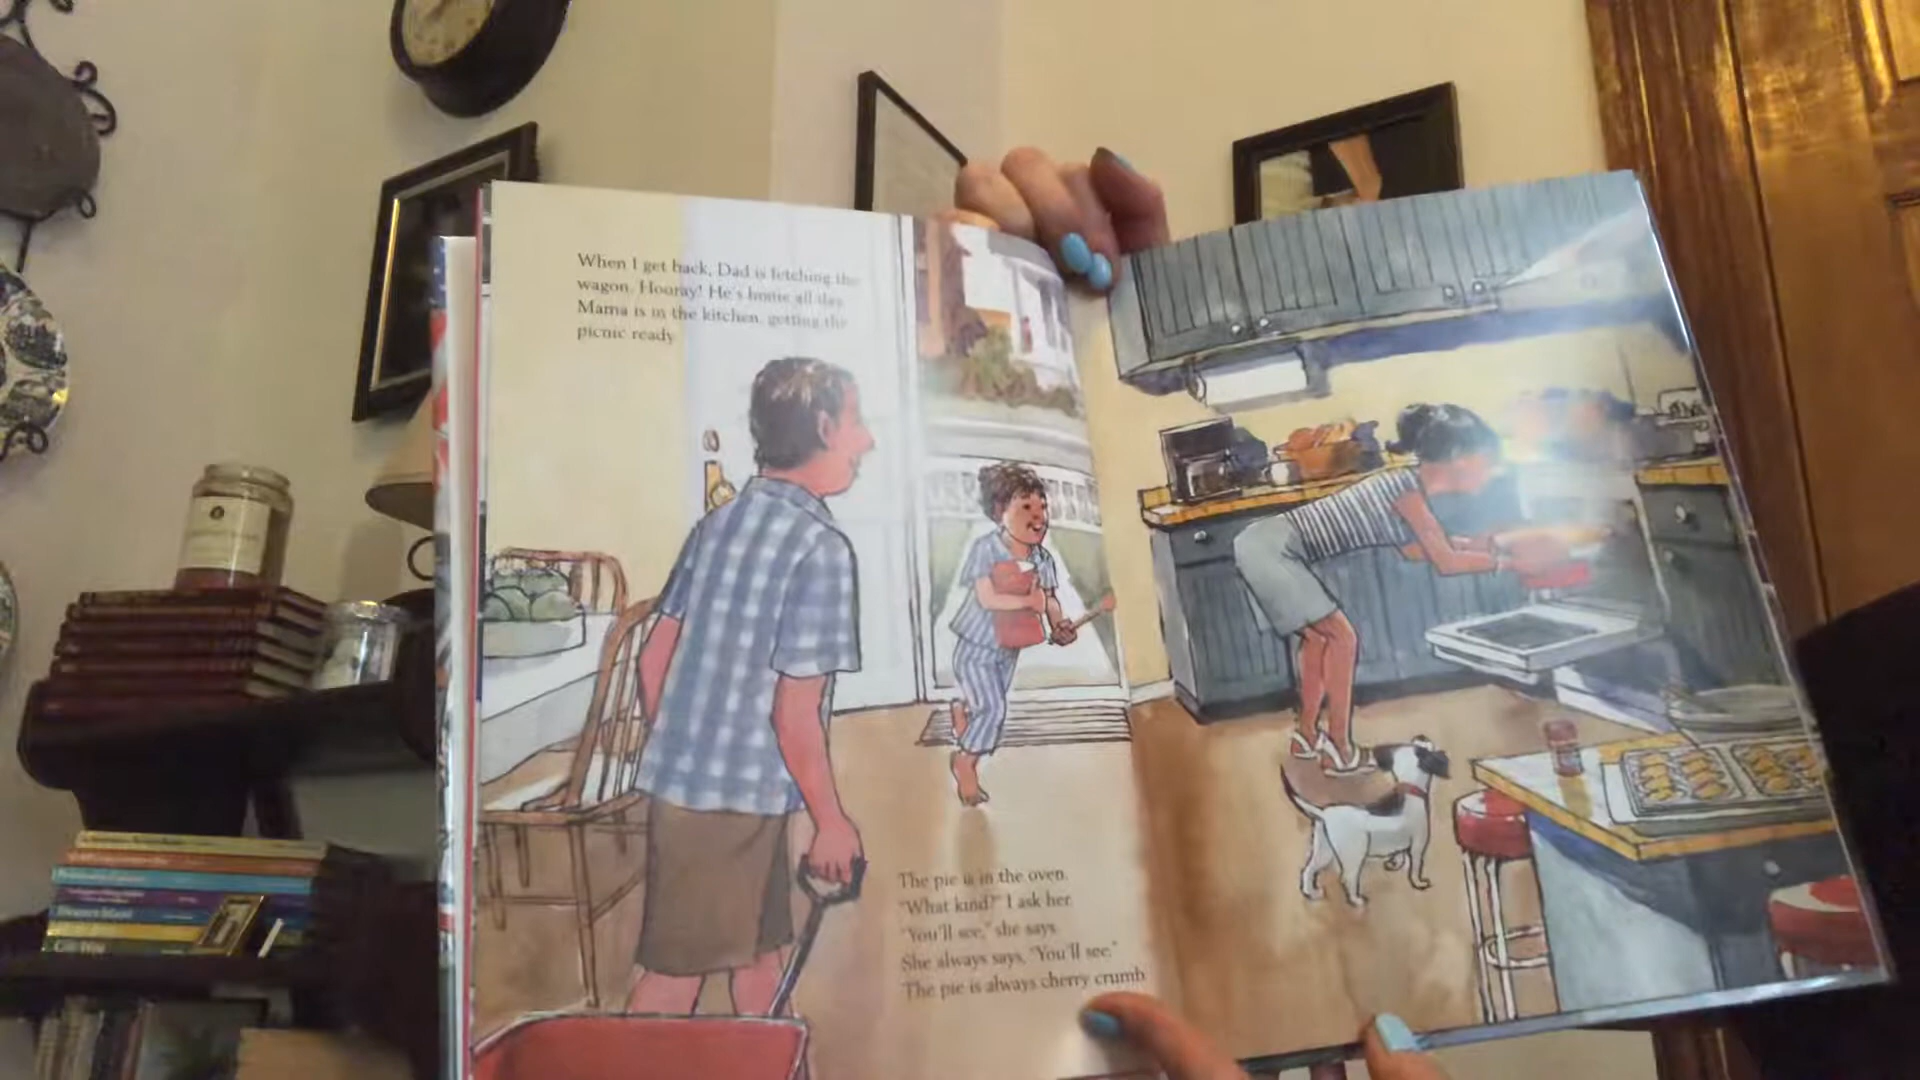 When I get back, Dad is fetching the
wagon. Hooray! He's home all day.
Mama is in the kitchen, getting the
picnic ready.
The pie is in the oven.
"What kind?" I ask her.
"You'll see," she says.
She always says, "You'll see."
The pie is always cherry crumb